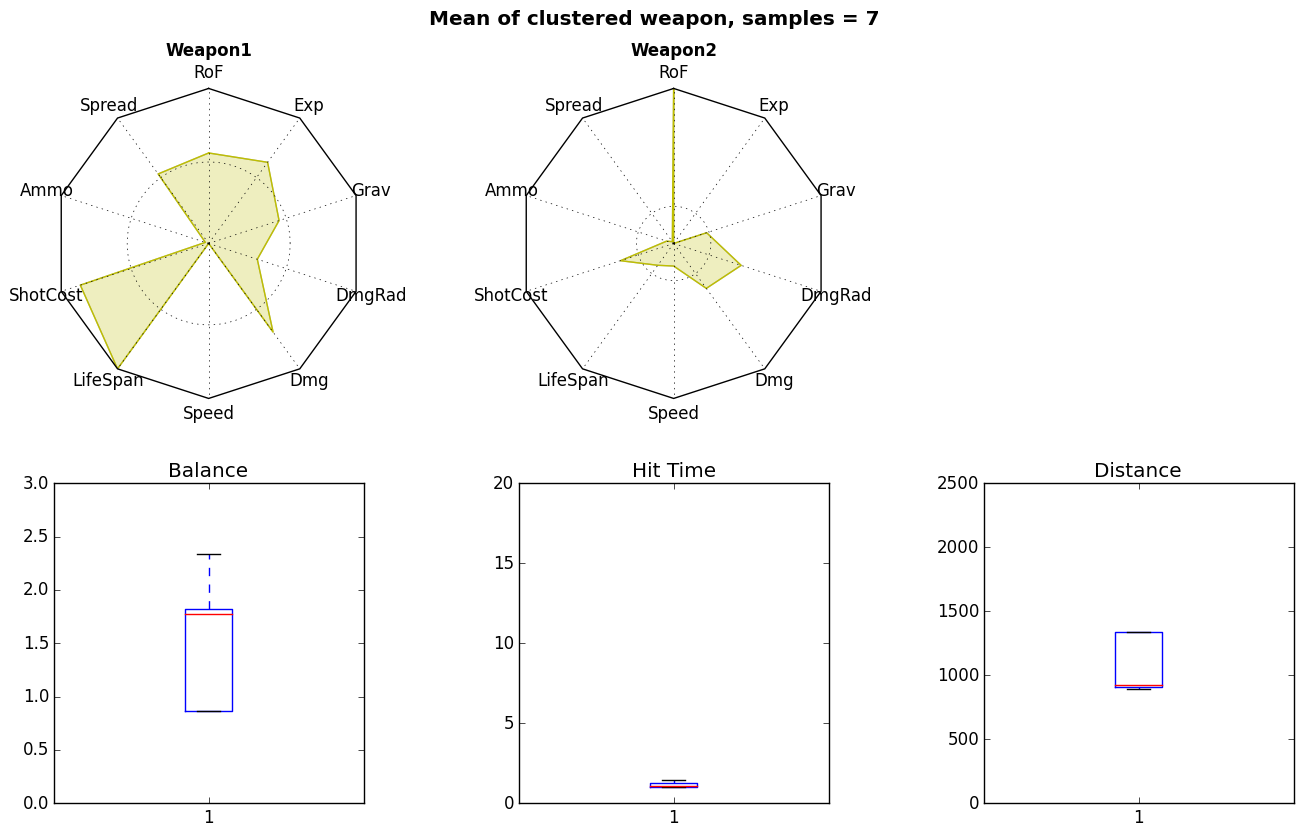 Mean of clustered weapon, samples = 7
Weapon1
RoF
Spread
Exp
Ammo
Grav
ShotCost
DmgRad
LifeSpan
Dmg
Speed
Weapon2
RoF
Spread
Exp
Ammo
Grav
ShotCost
DmgRad
LifeSpan
Dmg
Speed
Balance
3.0
2.5
2.0
1.5
1.0
0.5
0.0
1
Hit Time
20
15
10
5
0
1
Distance
2500
2000
1500
1000
500
0
1